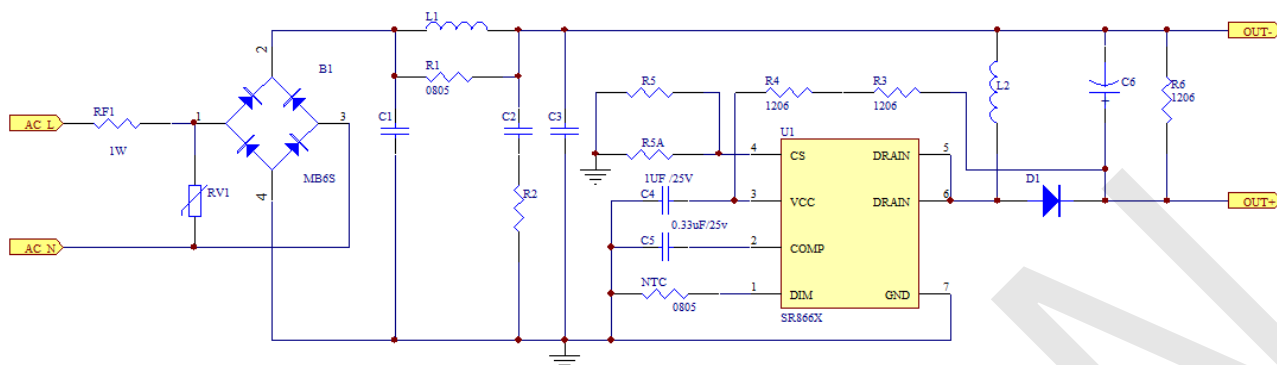 L1
OUT-
2
B1
R1
0805
R5
R4
1206
R3
1206
L2
C6
R6
1206
AC_L
RF1
1W
1
3
C1
C2
C3
U1
R5A
4
CS
DRAIN
5
MB6S
4
1UF /25V
D1
RV1
R2
C4
3
VCC
DRAIN
6
OUT+
0.33uF/25v
AC_N
C5
2
COMP
NTC
0805
1
DIM
GND
7
SR866X